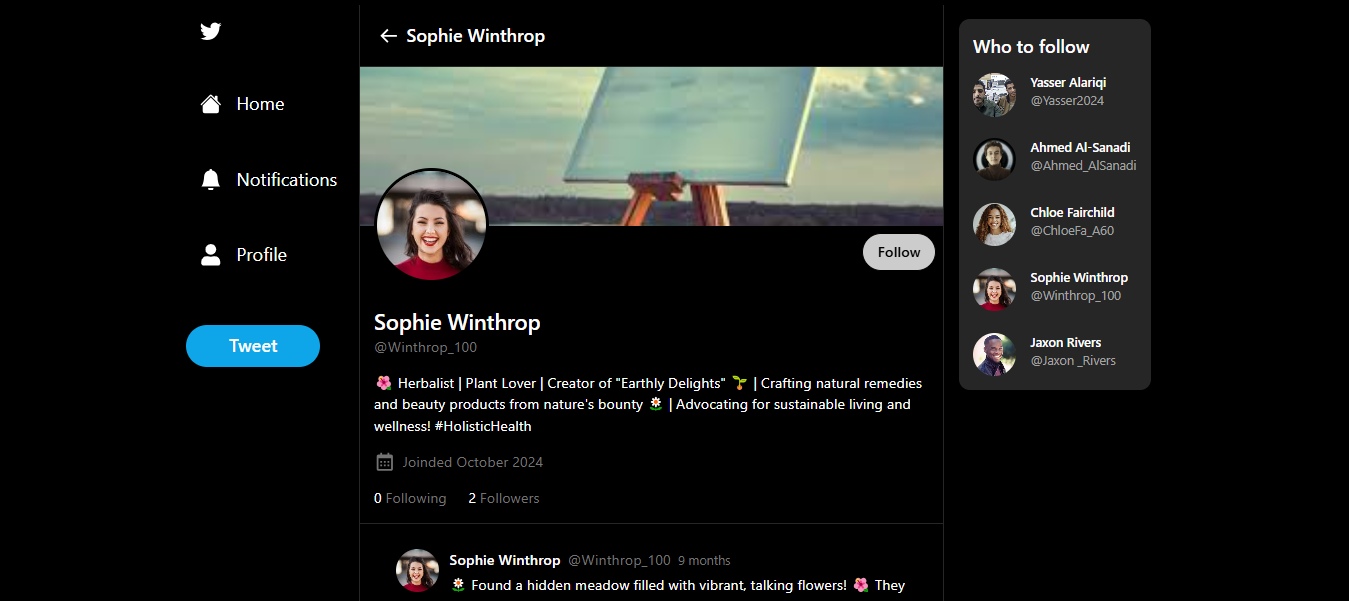 Home
Notifications
Profile
Tweet
Sophie Winthrop
Follow
Sophie Winthrop
@Winthrop_100
🌺 Herbalist | Plant Lover | Creator of "Earthly Delights" 🌱 | Crafting natural remedies
and beauty products from nature's bounty 🌼 | Advocating for sustainable living and
wellness! #HolisticHealth
Joinded October 2024
0 Following 2 Followers
Sophie Winthrop @Winthrop_100 9 months
🌼 Found a hidden meadow filled with vibrant, talking flowers! 🌺 They
Who to follow
Yasser Alariqi
@Yasser2024
Ahmed Al-Sanadi
@Ahmed_AlSanadi
Chloe Fairchild
@ChloeFa_A60
Sophie Winthrop
@Winthrop_100
Jaxon Rivers
@Jaxon _Rivers